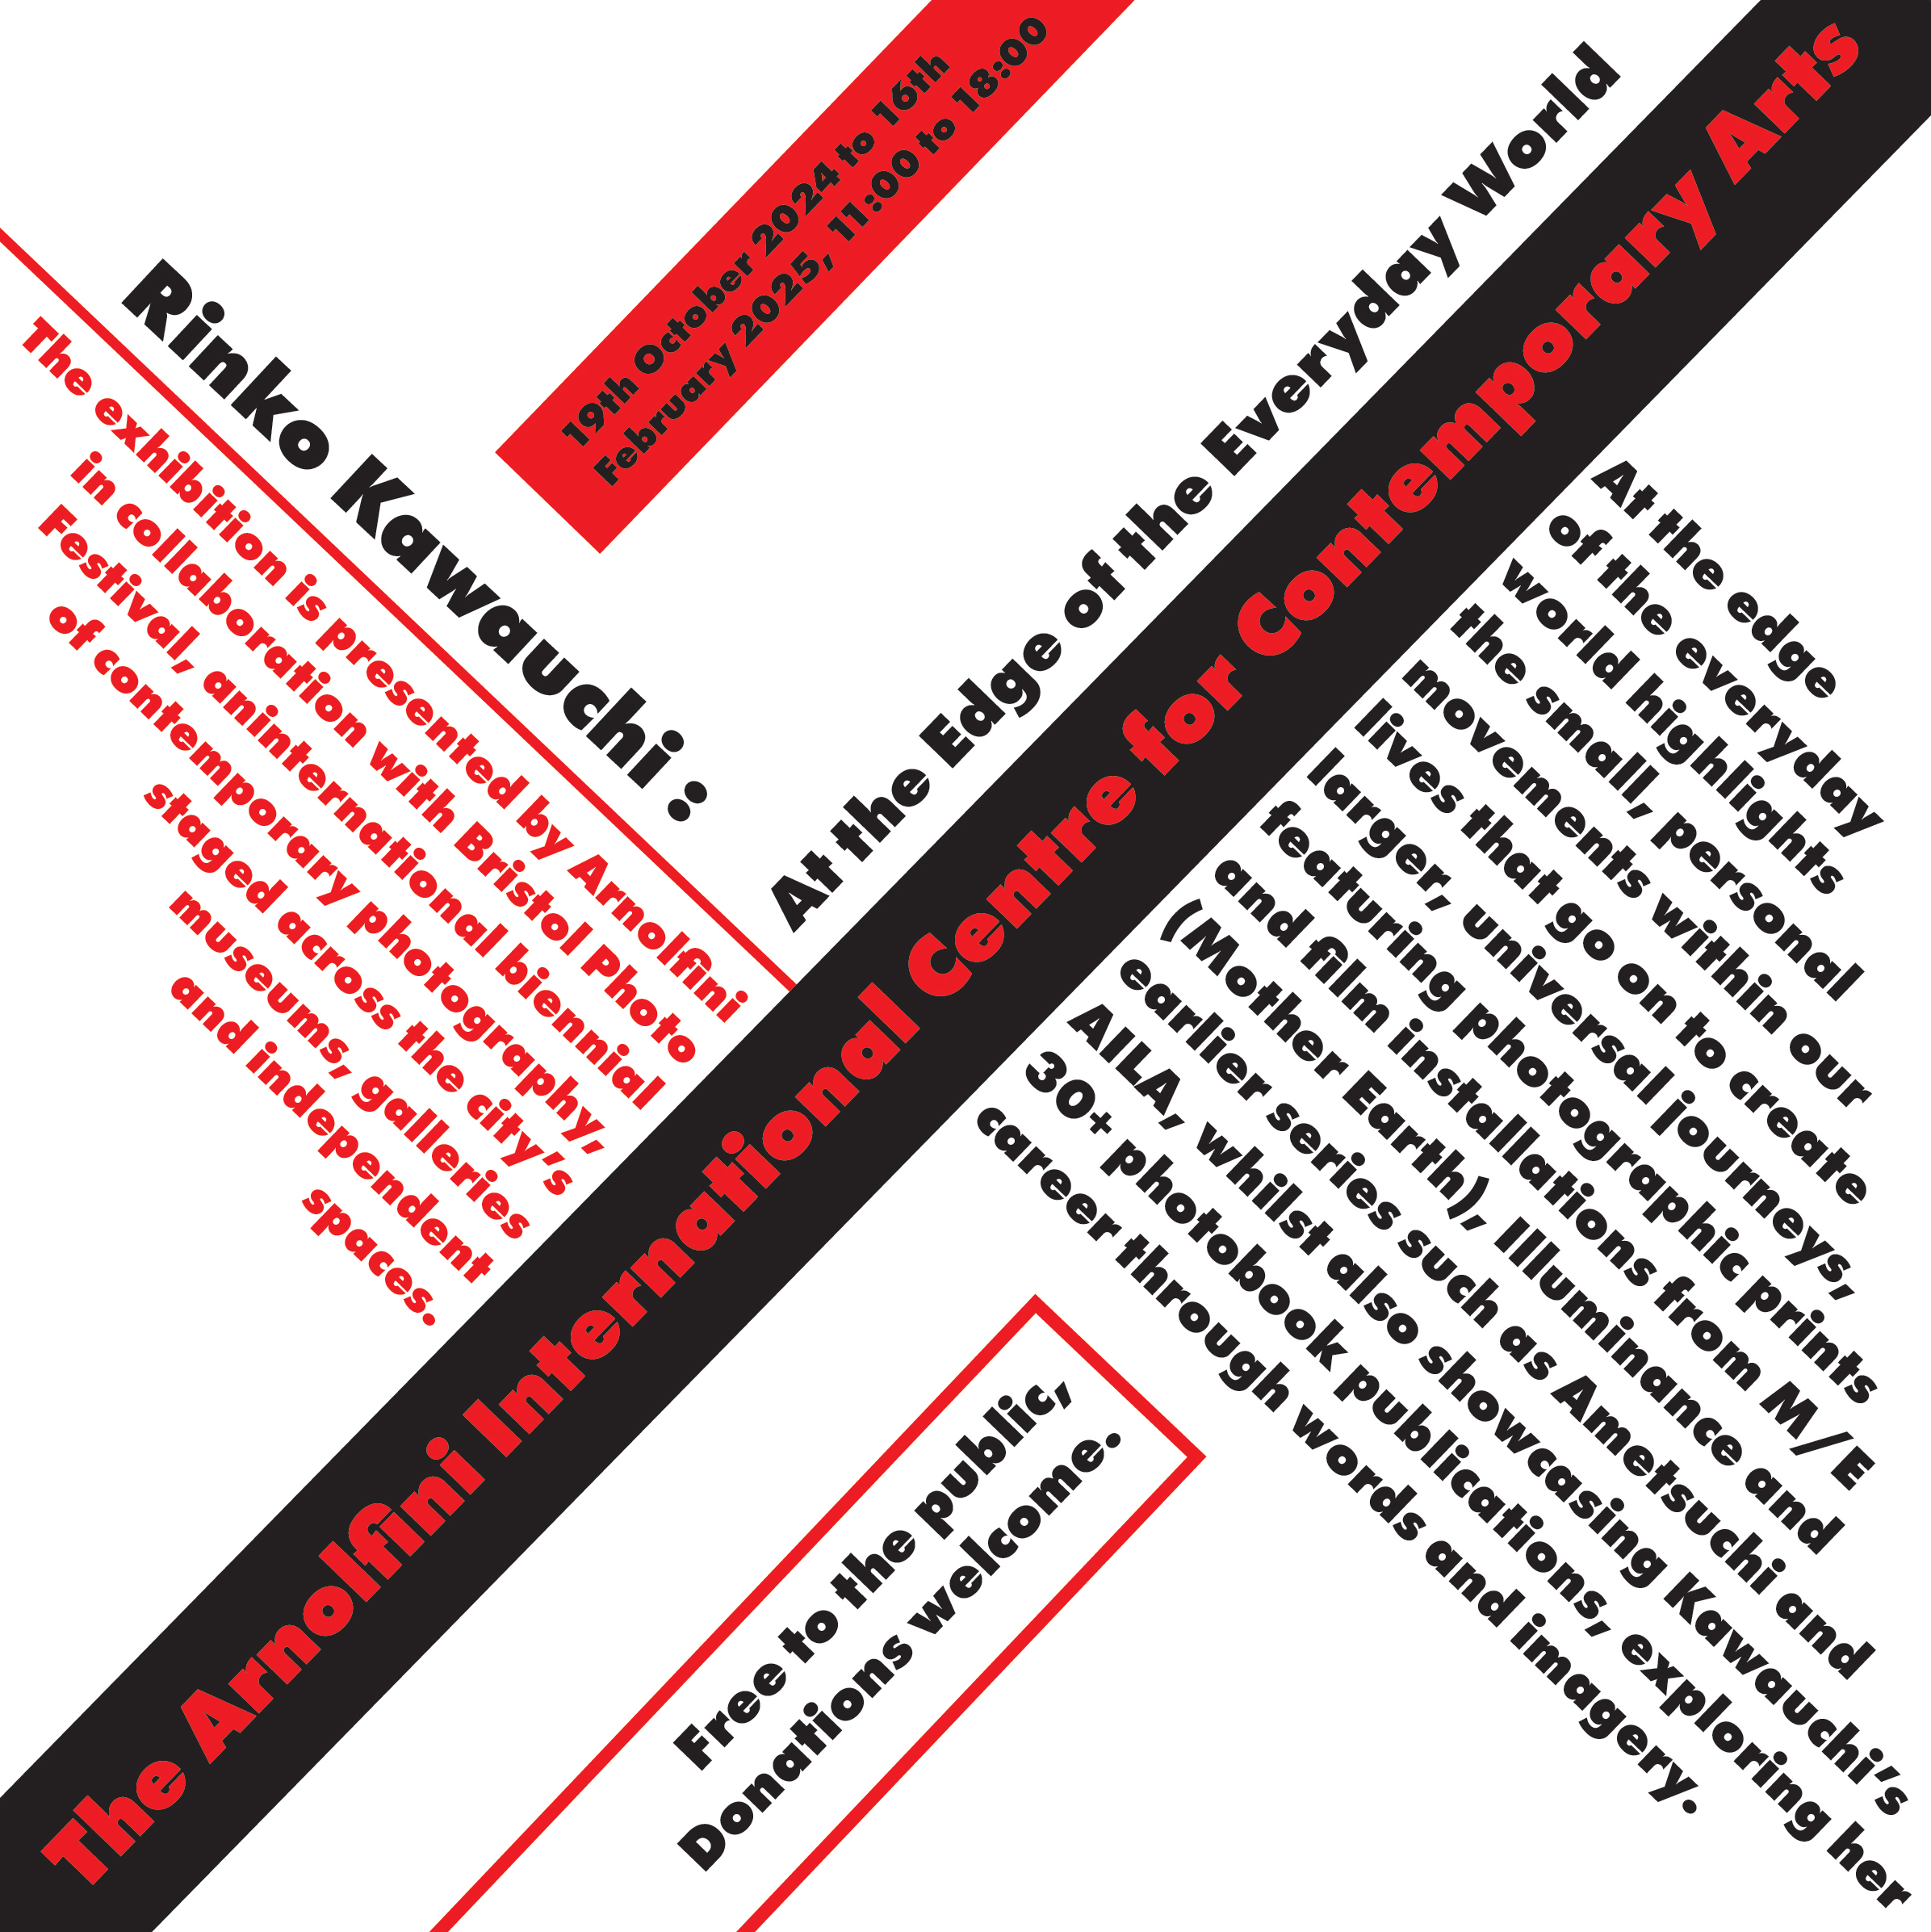 19th October 2024 to 16th
February 2025, 11:00 to 18:00
Rinko Kawauchi :
At the Edge of the Everyday World
The exhibition is presented by Arnolfini
in collaboration with Bristol Photo
Festival, aninternationall biennial
of contemporary photography,
staged across the city's
museums, galleries
and independent
spaces..
The Arnolfini International Centre for Contemporary Arts
At the edge
of the everyday
world highlights
the small, personal
movements within our
lives that go on to create
larger, universal journeys,
featuring photographic prints
and film installations from M/E
(Mother Earth), Illuminance and
earlier series such as Ametsuchi and
AILA, whilst also showcasing Kawauchi's
30+ photobook publications, exploring her
career through words and imagery.
Free to the public,
Donations welcome.